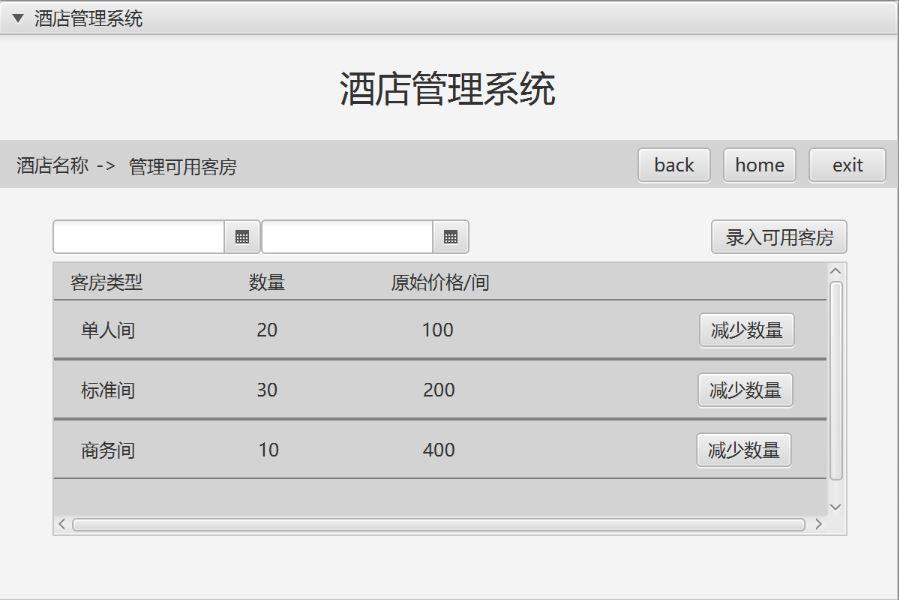 酒店管理系统
酒店管理系统
酒店名称 -> 管理可用客房 back home exit
录入可用客房
客房类型 数量 原始价格/间
单人间 20 100 减少数量
标准间 30 200 减少数量
商务间 10 400 减少数量